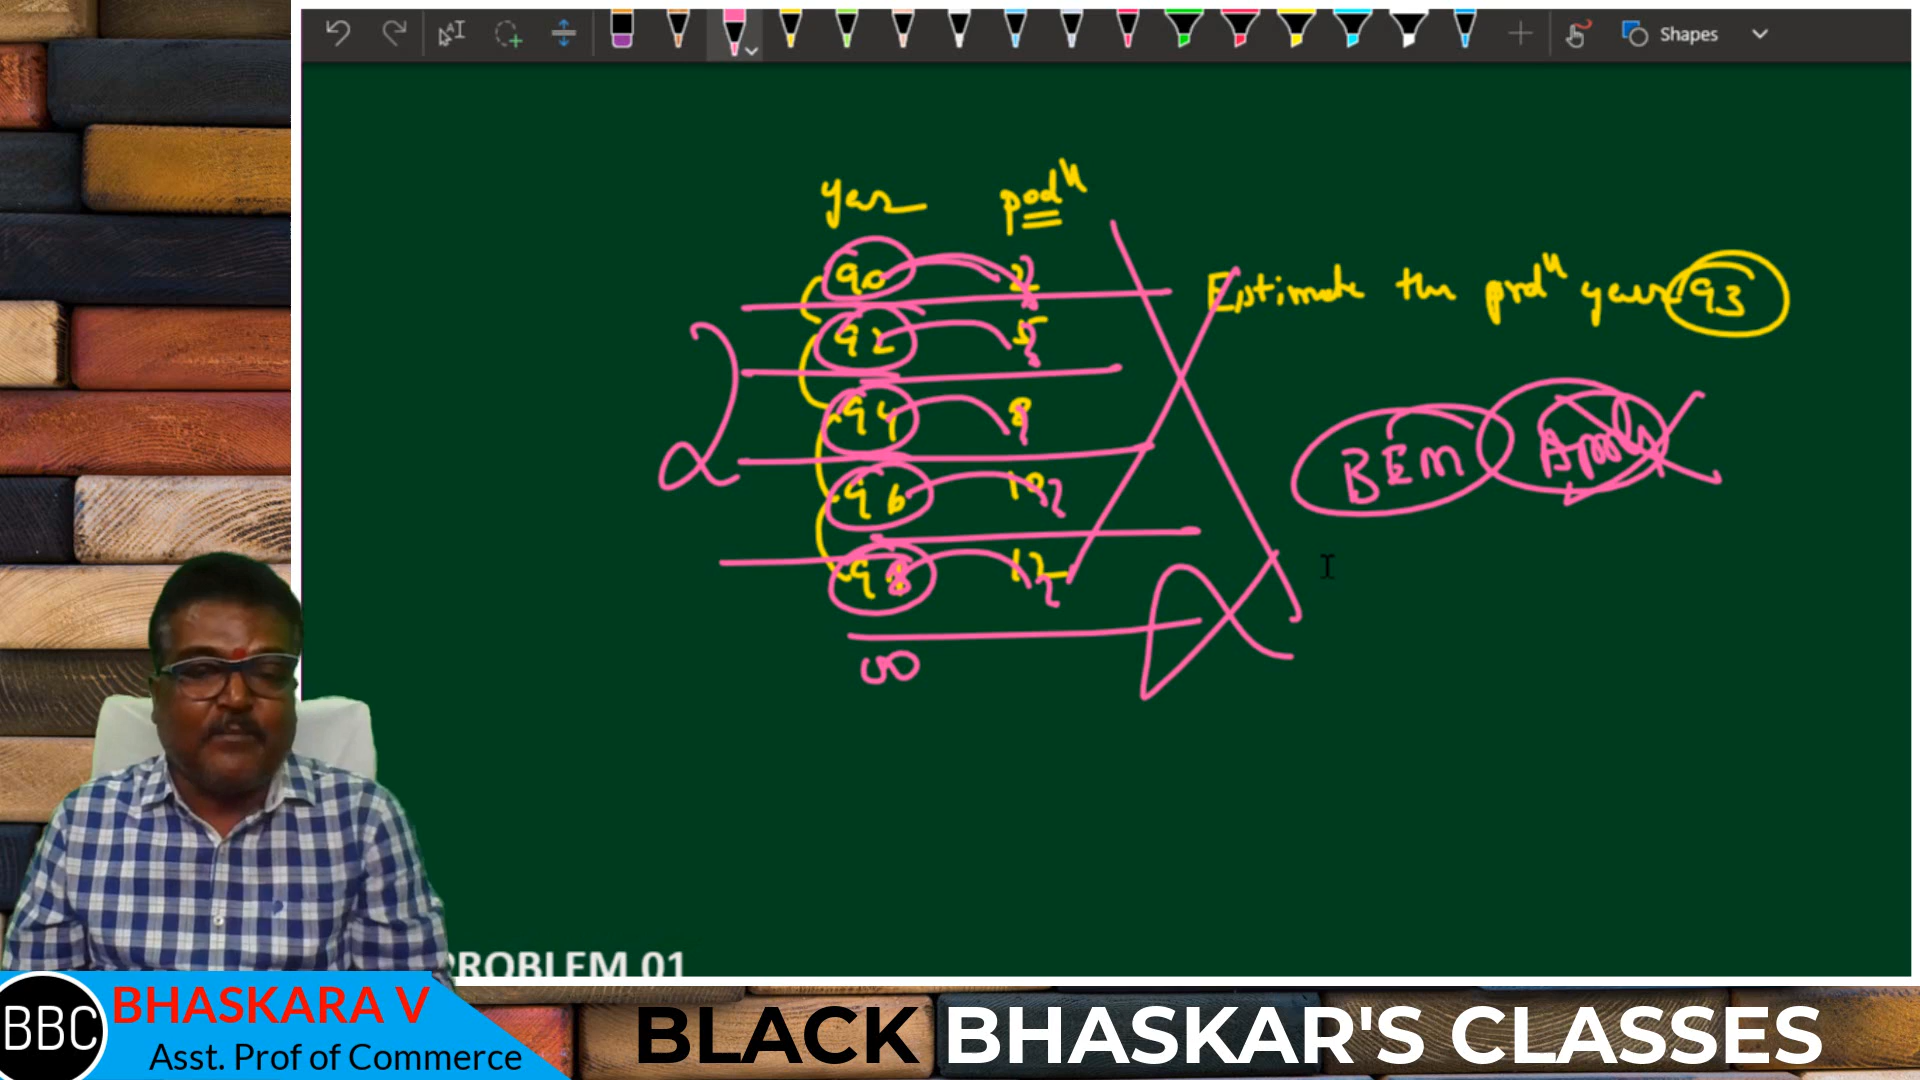 Shapes
year prodⁿ
90 2
92 5
94 8
96 10
98 12
00
Estimate the prodⁿ year 93
BEM
PROBLEM 01
BBC
BHASKARA V
Asst. Prof of Commerce
BLACK BHASKAR'S CLASSES